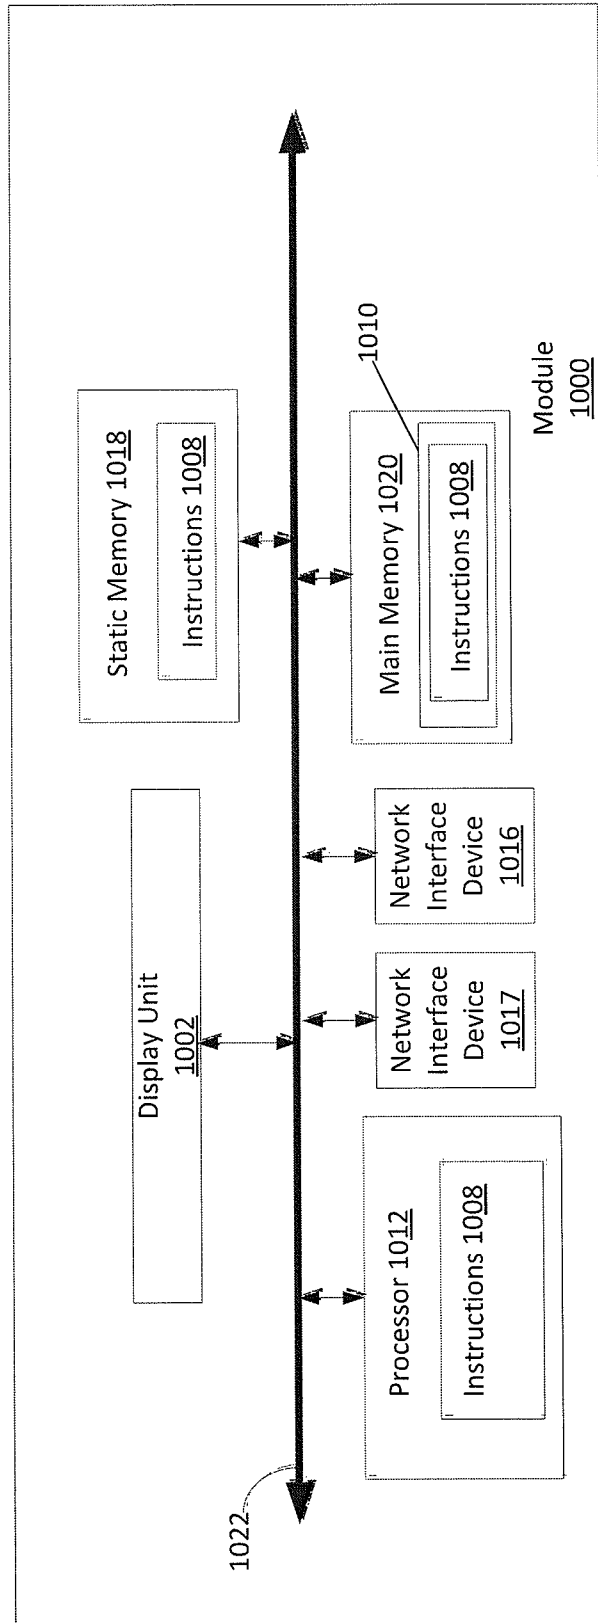 1022
Display Unit
1002
Static Memory 1018
Instructions 1008
Processor 1012
Instructions 1008
Network
Interface
Device
1017
Network
Interface
Device
1016
Main Memory 1020
Instructions 1008
1010
Module
1000